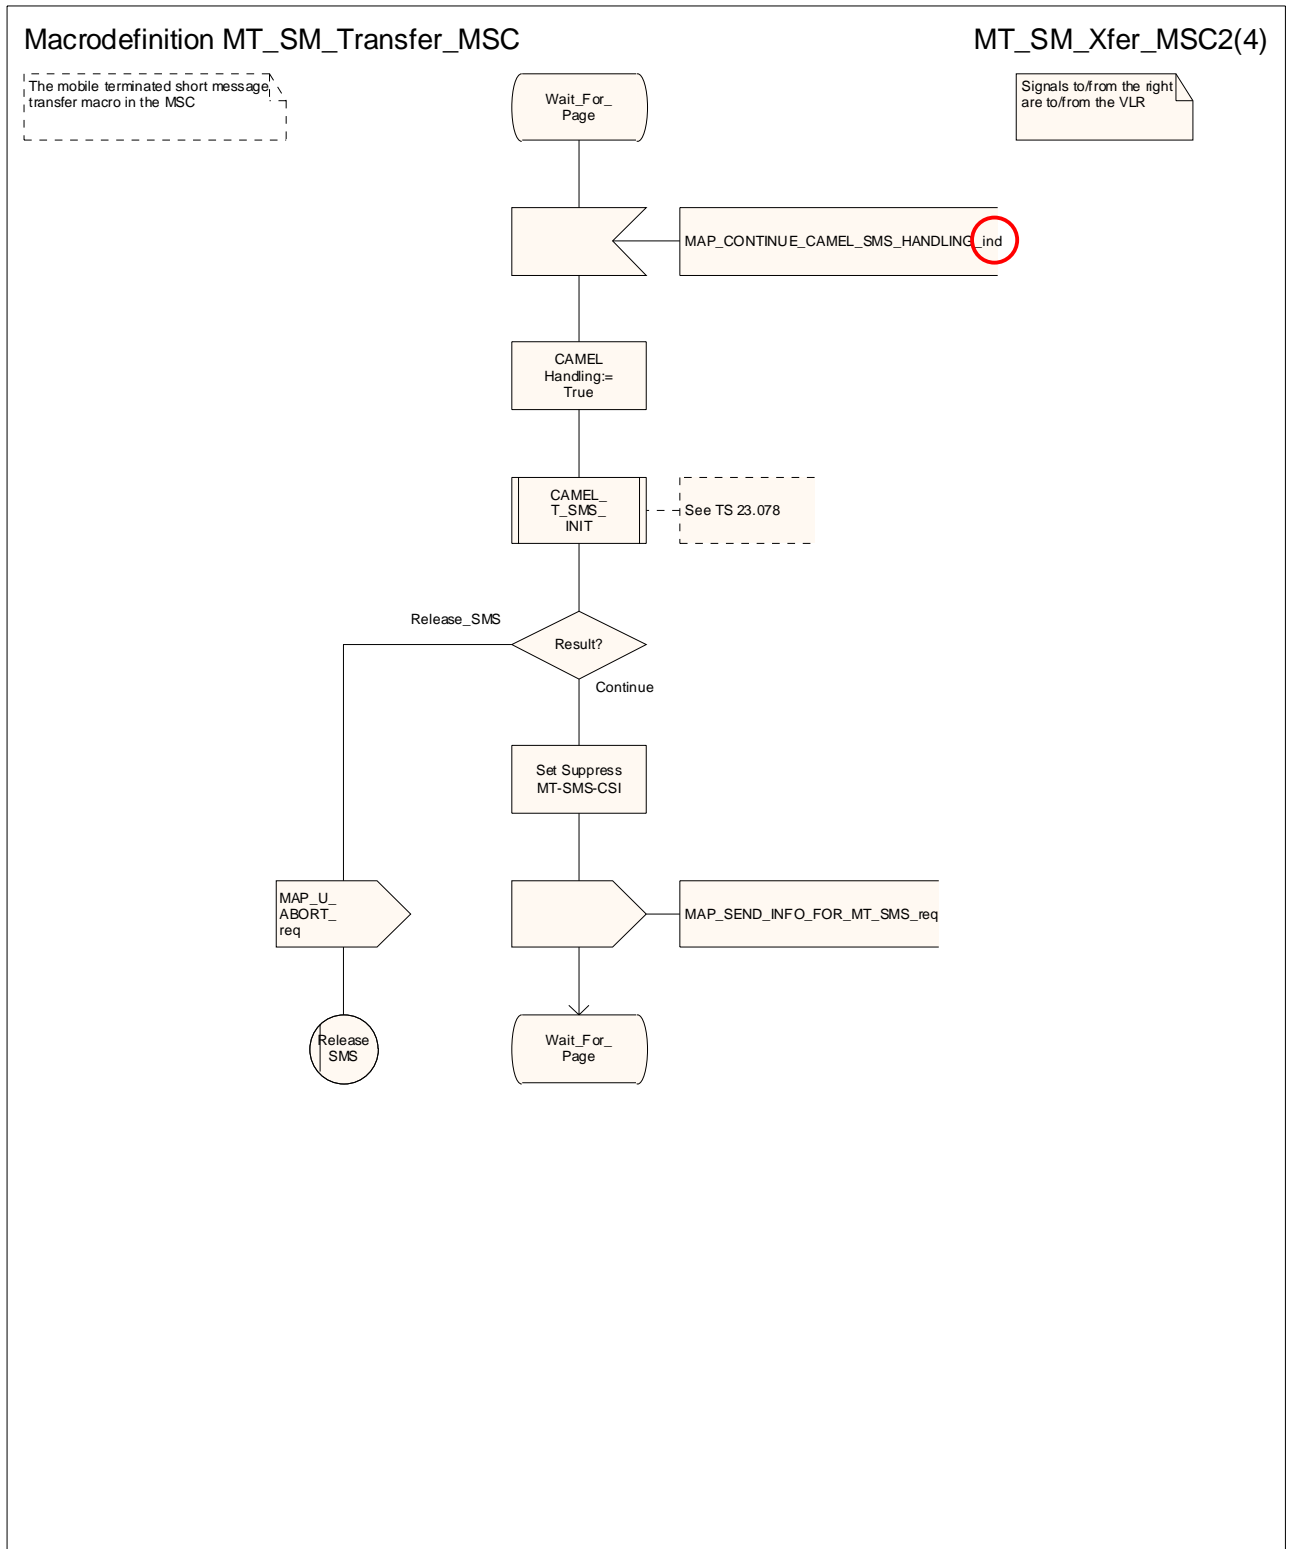 Macrodefinition MT_SM_Transfer_MSC
MT_SM_Xfer_MSC2(4)
The mobile terminated short message
transfer macro in the MSC
Wait_For_
Page
Signals to/from the right
are to/from the VLR
MAP_CONTINUE_CAMEL_SMS_HANDLING_ind
CAMEL
Handling:=
True
CAMEL_
T_SMS_
INIT
See TS 23.078
Release_SMS
Result?
Continue
Set Suppress
MT-SMS-CSI
MAP_U_
ABORT_
req
MAP_SEND_INFO_FOR_MT_SMS_req
Release
SMS
Wait_For_
Page